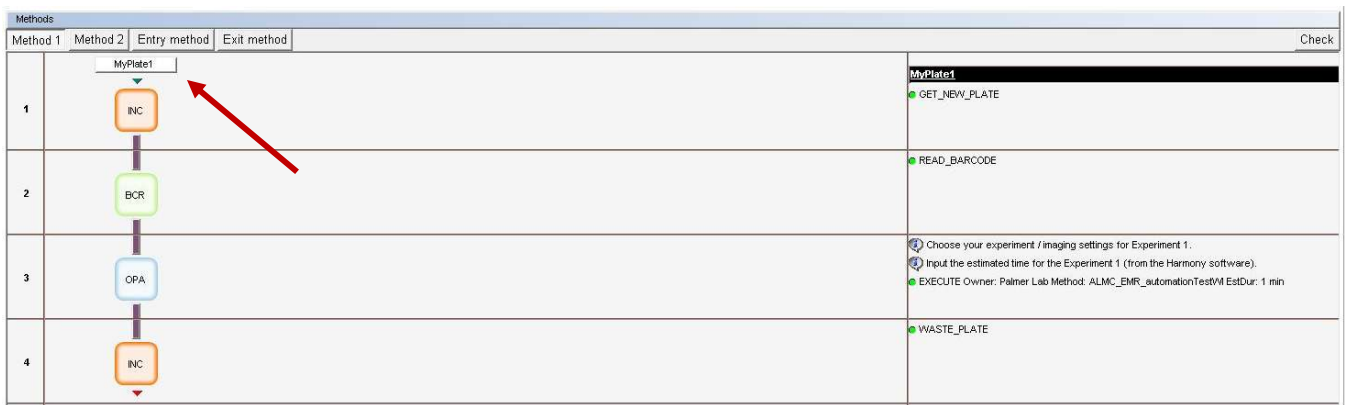 Methods
Method 1 Method 2 Entry method Exit method Check
MyPlate1
MyPlate1
1 INC GET_NEW_PLATE
2 BCR READ_BARCODE
Choose your experiment / imaging settings for Experiment 1.
Input the estimated time for the Experiment 1 (from the Harmony software).
3 OPA EXECUTE Owner: Palmer Lab Method: ALMC_EMR_automationTestWI EstDur: 1 min
WASTE_PLATE
4 INC